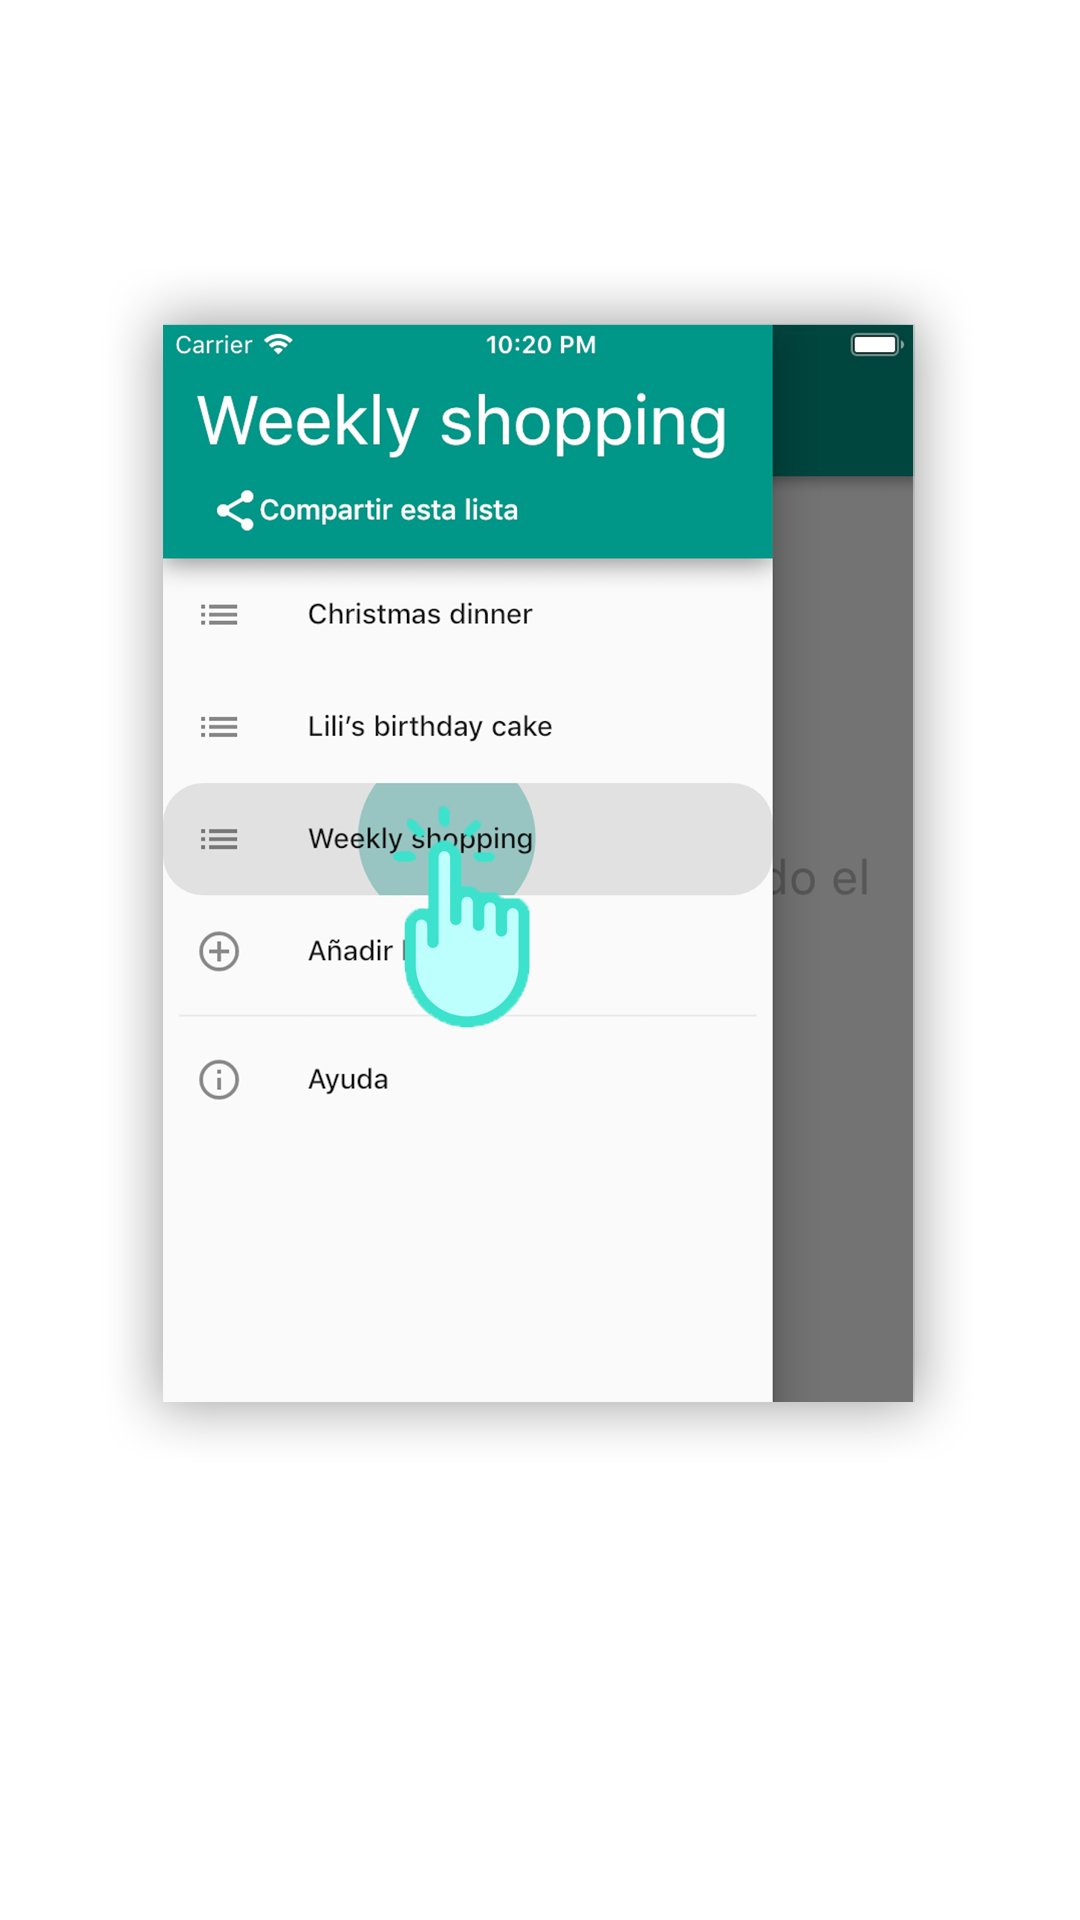 Carrier 10:20 PM
Weekly shopping
Compartir esta lista
Christmas dinner
Lili’s birthday cake
Weekly shopping
do el
Añadir
Ayuda